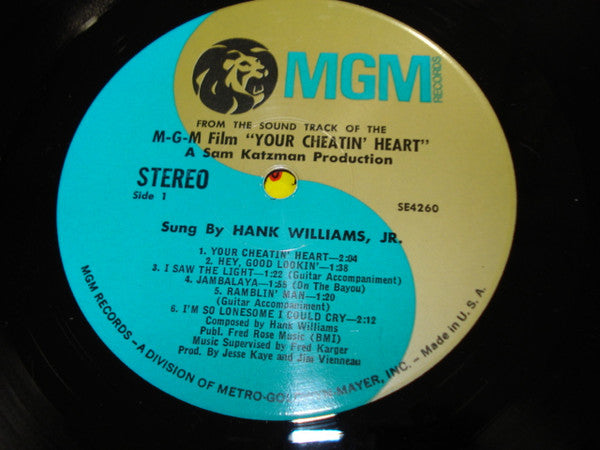 MGM
RECORDS
FROM THE SOUND TRACK OF THE
M-G-M Film "YOUR CHEATIN' HEART"
A Sam Katzman Production
STEREO
Side 1
SE4260
Sung By HANK WILLIAMS, JR.
1. YOUR CHEATIN' HEART—2:04
2. HEY, GOOD LOOKIN'—1:38
3. I SAW THE LIGHT—1:22 (Guitar Accompaniment)
4. JAMBALAYA—1:55 (On The Bayou)
5. RAMBLIN' MAN—1:20
(Guitar Accompaniment)
6. I'M SO LONESOME I COULD CRY—2:12
Composed by Hank Williams
Publ. Fred Rose Music (BMI)
Music Supervised by Fred Karger
Prod. By Jesse Kaye and Jim Vienneau
MGM RECORDS – A DIVISION OF METRO-GOLDWYN-MAYER, INC. – Made in U. S. A.